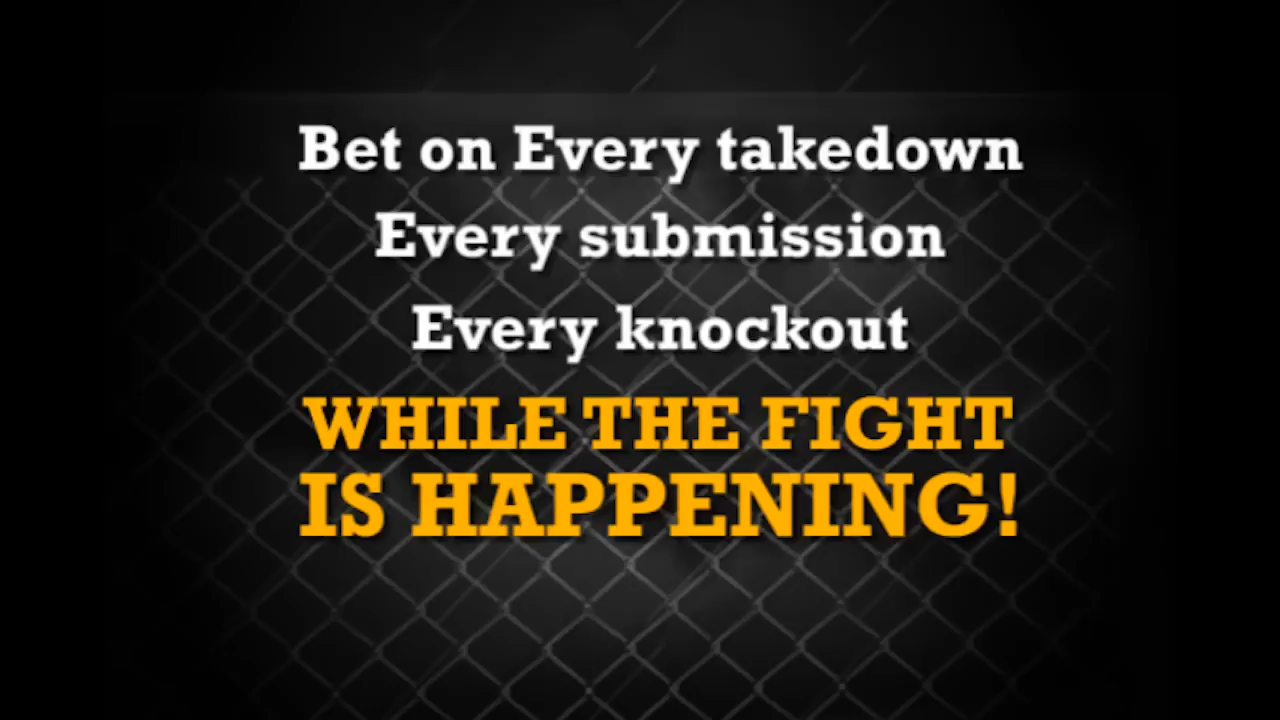 Bet on Every takedown
Every submission
Every knockout
WHILE THE FIGHT
IS HAPPENING!